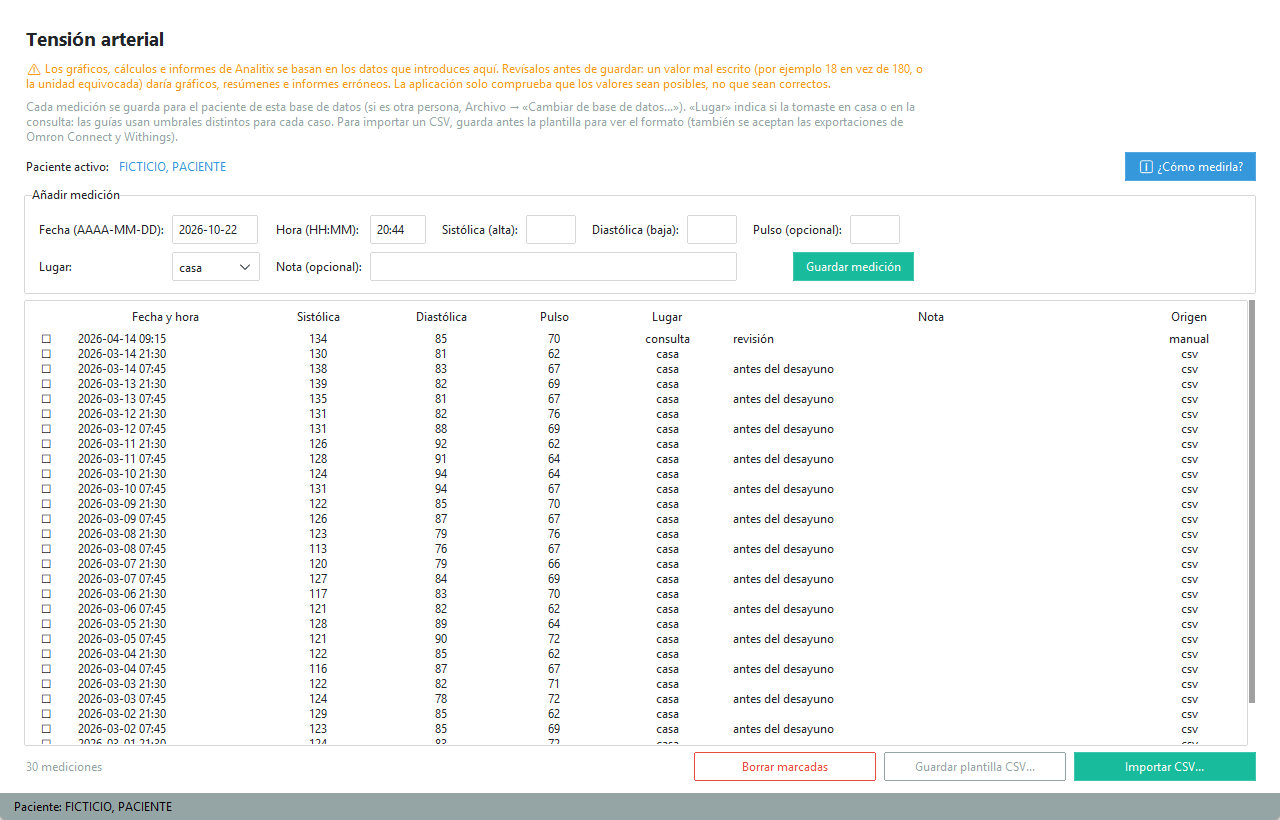 Tensión arterial
⚠ Los gráficos, cálculos e informes de Analitix se basan en los datos que introduces aquí. Revísalos antes de guardar: un valor mal escrito (por ejemplo 18 en vez de 180, o
la unidad equivocada) daría gráficos, resúmenes e informes erróneos. La aplicación solo comprueba que los valores sean posibles, no que sean correctos.
Cada medición se guarda para el paciente de esta base de datos (si es otra persona, Archivo → «Cambiar de base de datos...»). «Lugar» indica si la tomaste en casa o en la
consulta: las guías usan umbrales distintos para cada caso. Para importar un CSV, guarda antes la plantilla para ver el formato (también se aceptan las exportaciones de
Omron Connect y Withings).
Paciente activo: FICTICIO, PACIENTE
ℹ ¿Cómo medirla?
Añadir medición
Fecha (AAAA-MM-DD): 2026-10-22 Hora (HH:MM): 20:44 Sistólica (alta): Diastólica (baja): Pulso (opcional):
Lugar: casa Nota (opcional): Guardar medición
Fecha y hora Sistólica Diastólica Pulso Lugar Nota Origen
☐ 2026-04-14 09:15 134 85 70 consulta revisión manual
☐ 2026-03-14 21:30 130 81 62 casa csv
☐ 2026-03-14 07:45 138 83 67 casa antes del desayuno csv
☐ 2026-03-13 21:30 139 82 69 casa csv
☐ 2026-03-13 07:45 135 81 67 casa antes del desayuno csv
☐ 2026-03-12 21:30 131 82 76 casa csv
☐ 2026-03-12 07:45 131 88 69 casa antes del desayuno csv
☐ 2026-03-11 21:30 126 92 62 casa csv
☐ 2026-03-11 07:45 128 91 64 casa antes del desayuno csv
☐ 2026-03-10 21:30 124 94 64 casa csv
☐ 2026-03-10 07:45 131 94 67 casa antes del desayuno csv
☐ 2026-03-09 21:30 122 85 70 casa csv
☐ 2026-03-09 07:45 126 87 67 casa antes del desayuno csv
☐ 2026-03-08 21:30 123 79 76 casa csv
☐ 2026-03-08 07:45 113 76 67 casa antes del desayuno csv
☐ 2026-03-07 21:30 120 79 66 casa csv
☐ 2026-03-07 07:45 127 84 69 casa antes del desayuno csv
☐ 2026-03-06 21:30 117 83 70 casa csv
☐ 2026-03-06 07:45 121 82 62 casa antes del desayuno csv
☐ 2026-03-05 21:30 128 89 64 casa csv
☐ 2026-03-05 07:45 121 90 72 casa antes del desayuno csv
☐ 2026-03-04 21:30 122 85 62 casa csv
☐ 2026-03-04 07:45 116 87 67 casa antes del desayuno csv
☐ 2026-03-03 21:30 122 82 71 casa csv
☐ 2026-03-03 07:45 124 78 72 casa antes del desayuno csv
☐ 2026-03-02 21:30 129 85 62 casa csv
☐ 2026-03-02 07:45 123 85 69 casa antes del desayuno csv
☐ 2026-03-01 21:30 124 83 72 casa csv
30 mediciones
Borrar marcadas
Guardar plantilla CSV...
Importar CSV...
Paciente: FICTICIO, PACIENTE